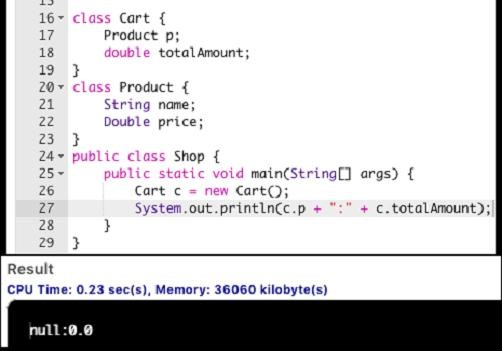 16 class Cart {
17 Product p;
18 double totalAmount;
19 }
20 class Product {
21 String name;
22 Double price;
23 }
24 public class Shop {
25 public static void main(String[] args) {
26 Cart c = new Cart();
27 System.out.println(c.p + ":" + c.totalAmount);
28 }
29 }
Result
CPU Time: 0.23 sec(s), Memory: 36060 kilobyte(s)
null:0.0